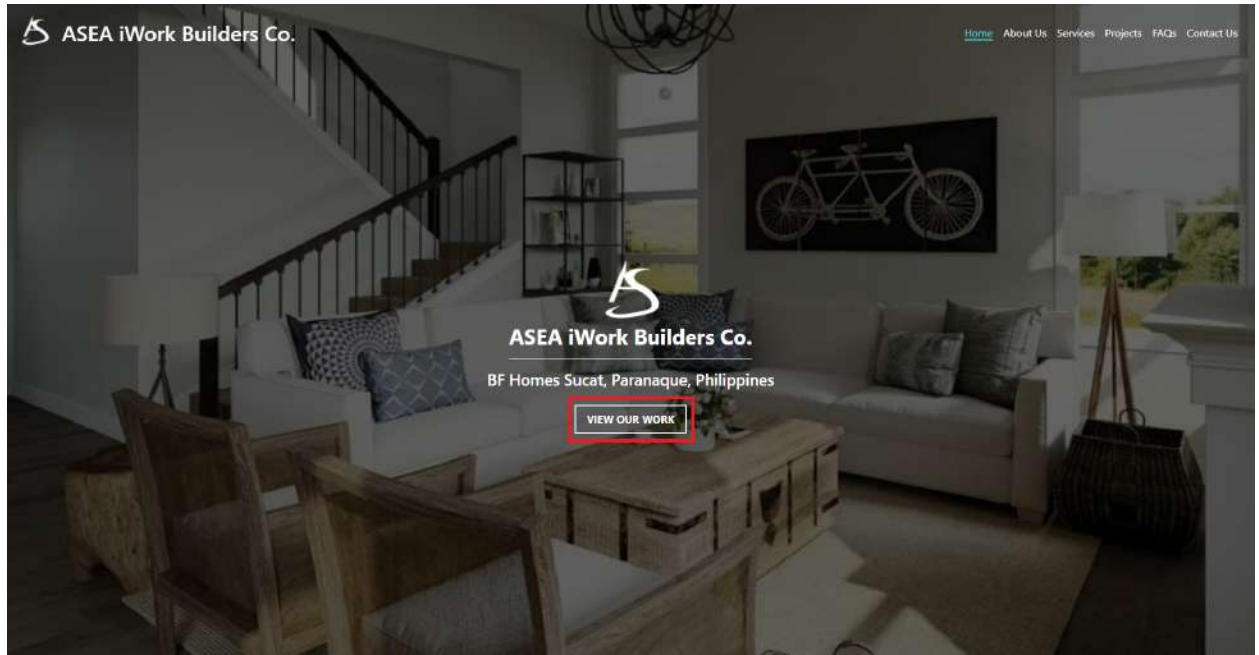 ASEA iWork Builders Co.
Home About Us Services Projects FAQs Contact Us
ASEA iWork Builders Co.
BF Homes Sucat, Paranaque, Philippines
VIEW OUR WORK